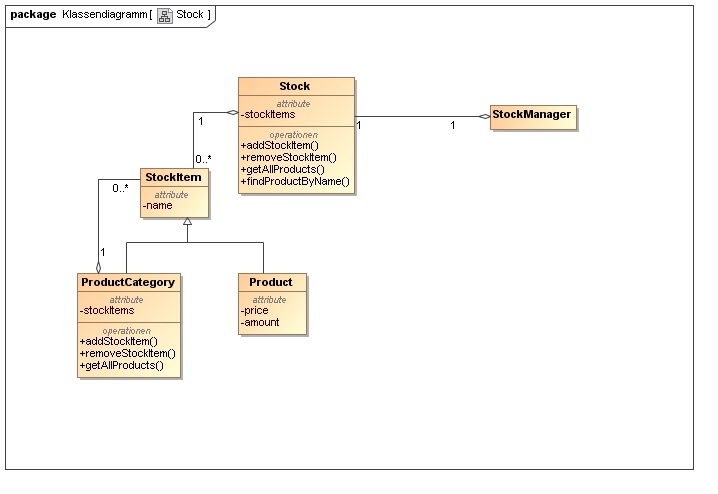 package Klassendiagramm [ Stock ]
Stock
attribute
-stockItems
operationen
+addStockItem()
+removeStockItem()
+getAllProducts()
+findProductByName()
1
1
StockManager
1
0..*
StockItem
attribute
-name
0..*
1
ProductCategory
attribute
-stockItems
operationen
+addStockItem()
+removeStockItem()
+getAllProducts()
Product
attribute
-price
-amount